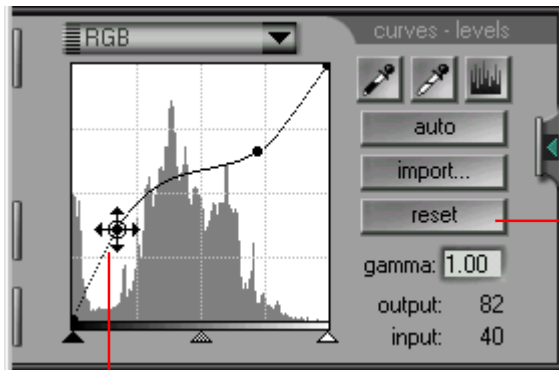 RGB
curves - levels
auto
import...
reset
gamma: 1.00
output: 82
input: 40